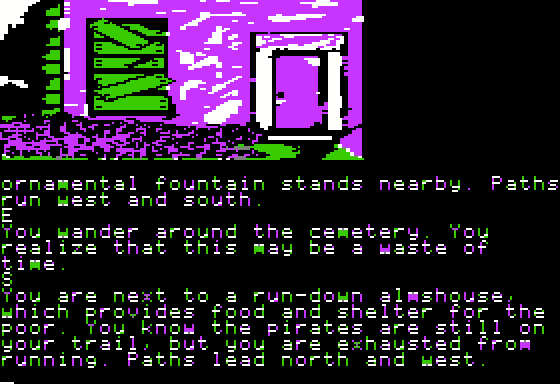 ornamental fountain stands nearby. Paths
run west and south.
E
You wander around the cemetery. You
realize that this may be a waste of
time.
S
You are next to a run-down almshouse,
which provides food and shelter for the
poor. You know the pirates are still on
your trail, but you are exhausted from
running. Paths lead north and west.